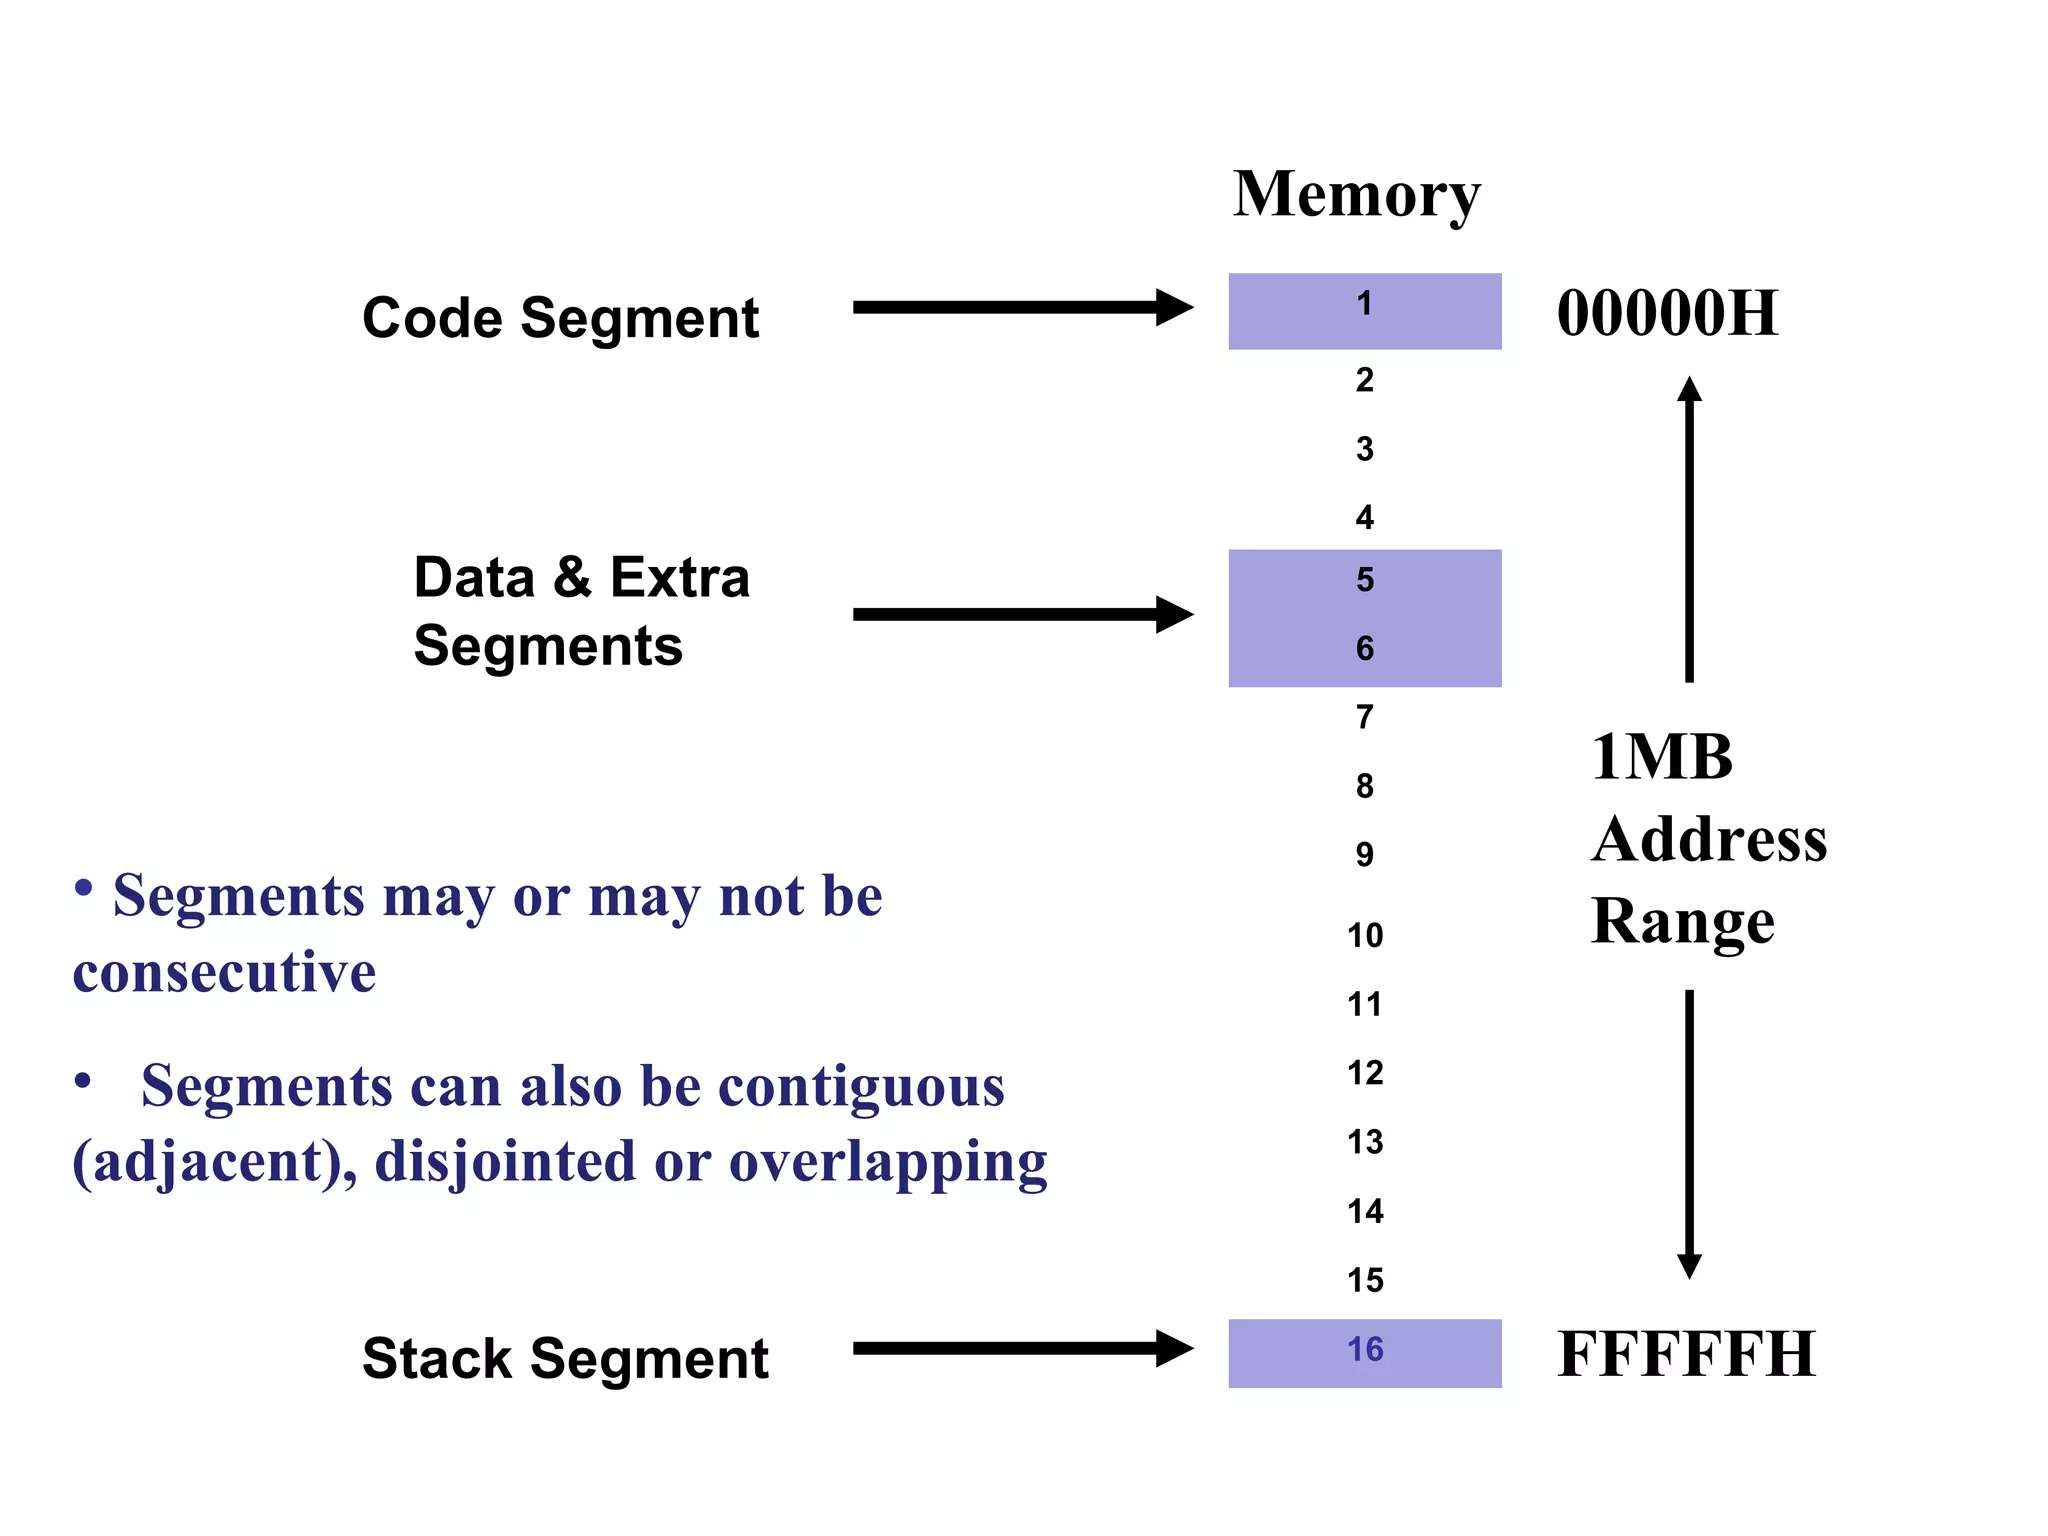 Memory
Code Segment
1
00000H
2
3
4
Data & Extra
Segments
5
6
7
8
9
10
11
12
13
14
15
1MB
Address
Range
• Segments may or may not be
consecutive
• Segments can also be contiguous
(adjacent), disjointed or overlapping
Stack Segment
16
FFFFFH